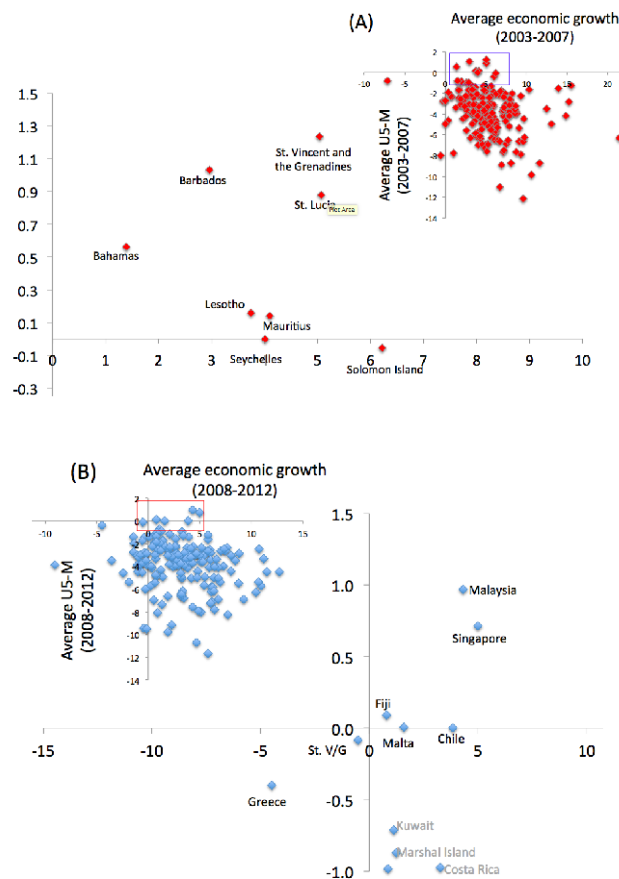 (A)
Average economic growth
(2003-2007)
Average U5-M
(2003-2007)
2
0
-2
-4
-6
-8
-10
-12
-14
-10 -5 0 5 10 15 20
1.5
1.3
1.1
0.9
0.7
0.5
0.3
0.1
-0.1
-0.3
0 1 2 3 4 5 6 7 8 9 10
St. Vincent and
the Grenadines
Barbados
St. Lucia
Plot Area
Bahamas
Lesotho
Mauritius
Seychelles
Solomon Island
(B)
Average economic growth
(2008-2012)
Average U5-M
(2008-2012)
2
0
-2
-4
-6
-8
-10
-12
-14
-10 -5 0 5 10 15
1.5
1.0
0.5
0.0
-0.5
-1.0
-15 -10 -5 0 5 10
Malaysia
Singapore
Fiji
St. V/G
Malta
Chile
Greece
Kuwait
Marshal Island
Costa Rica